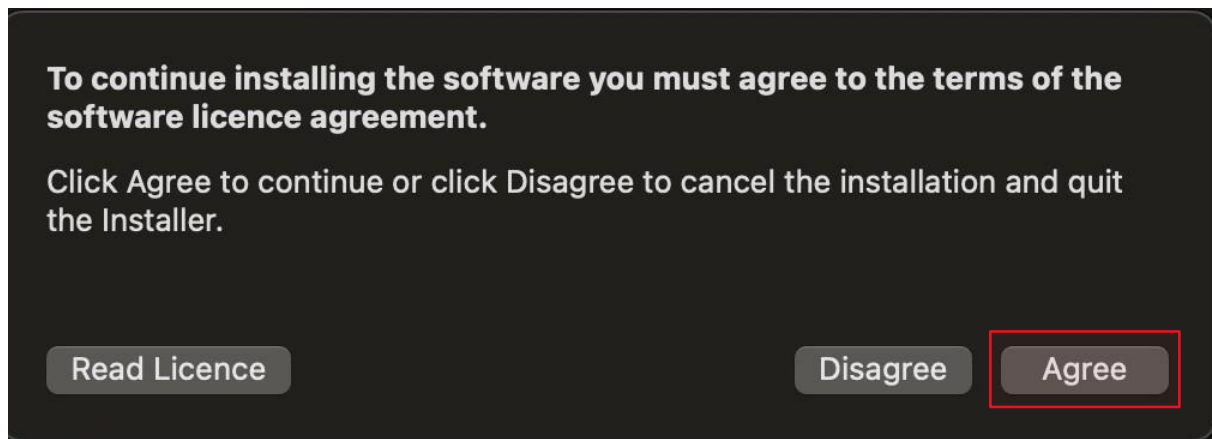 To continue installing the software you must agree to the terms of the
software licence agreement.
Click Agree to continue or click Disagree to cancel the installation and quit
the Installer.
Read Licence
Disagree
Agree